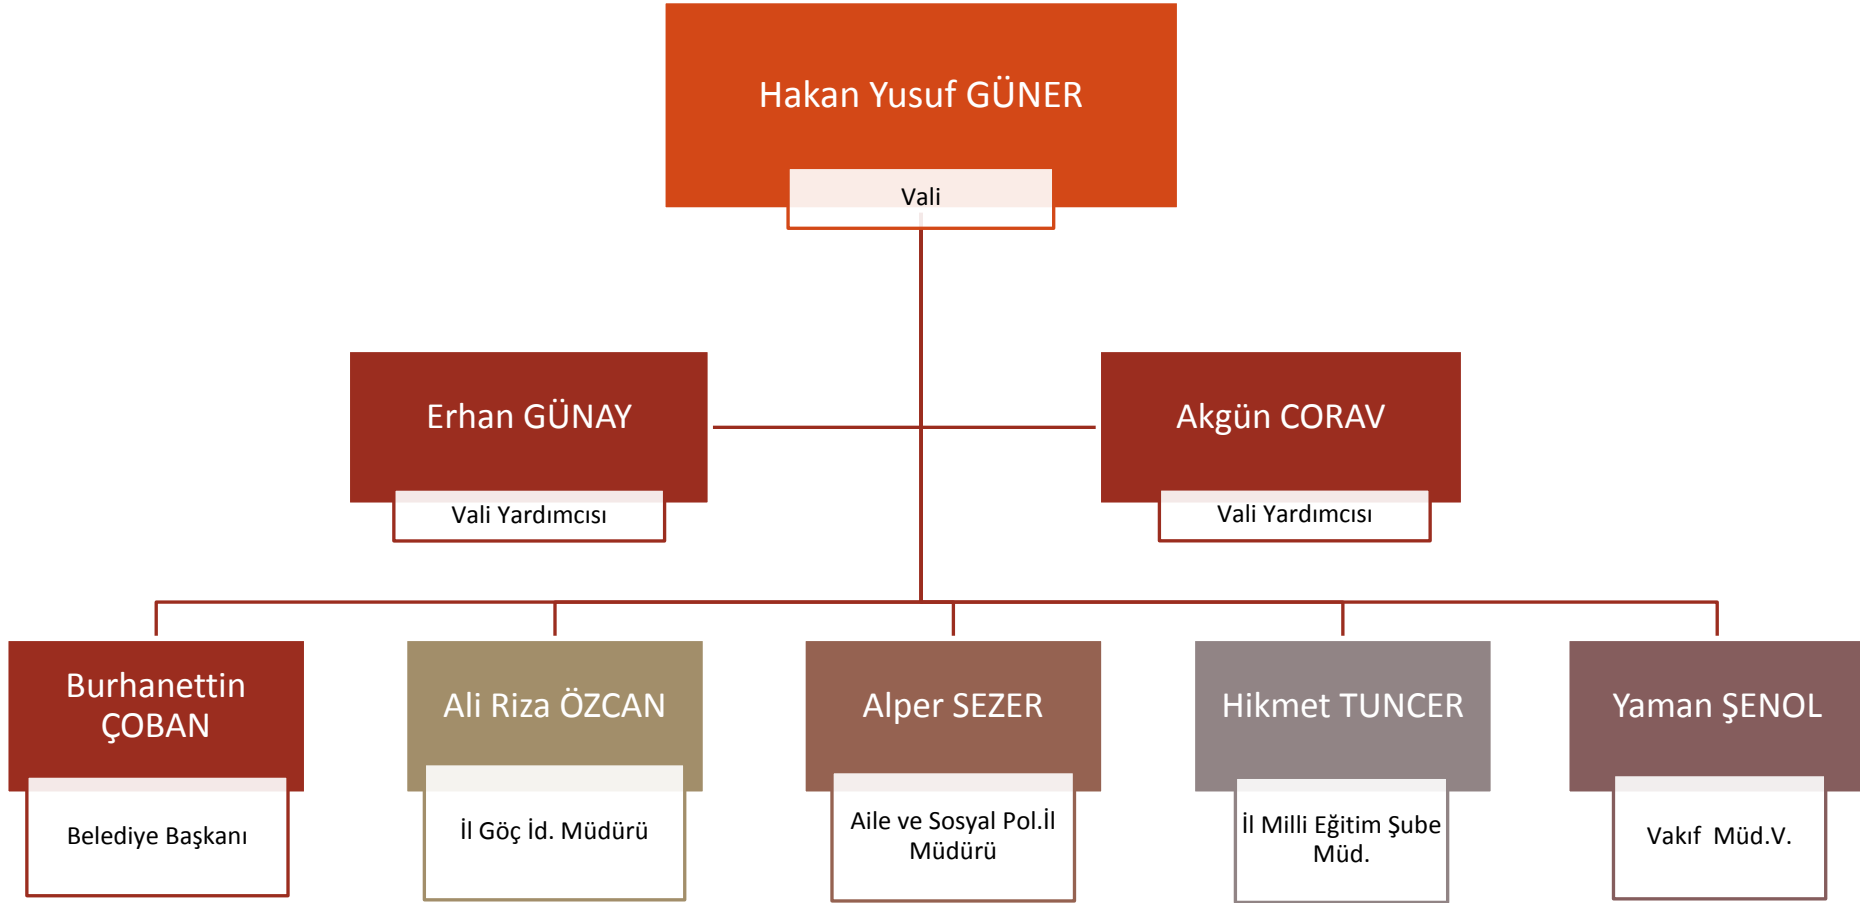 Hakan Yusuf GÜNER
Vali
Erhan GÜNAY
Vali Yardımcısı
Akgün CORAV
Vali Yardımcısı
Burhanettin
ÇOBAN
Belediye Başkanı
Ali Riza ÖZCAN
İl Göç İd. Müdürü
Alper SEZER
Aile ve Sosyal Pol.İl
Müdürü
Hikmet TUNCER
İl Milli Eğitim Şube
Müd.
Yaman ŞENOL
Vakıf  Müd.V.